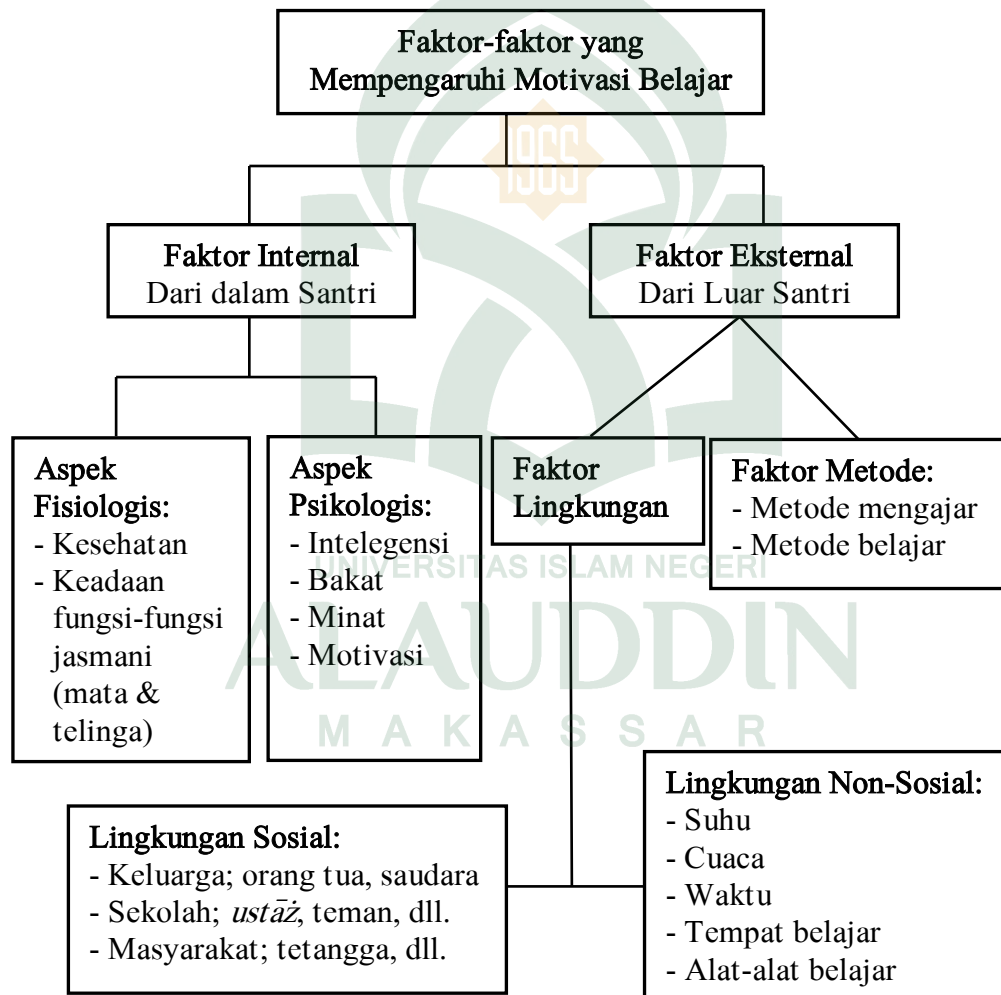 Faktor-faktor yang
Mempengaruhi Motivasi Belajar
1965
Faktor Internal
Dari dalam Santri
Faktor Eksternal
Dari Luar Santri
Aspek
Fisiologis:
- Kesehatan
- Keadaan
fungsi-fungsi
jasmani
(mata &
telinga)
Aspek
Psikologis:
- Intelegensi
- Bakat
- Minat
- Motivasi
Faktor
Lingkungan
Faktor Metode:
- Metode mengajar
- Metode belajar
UNIVERSITAS ISLAM NEGERI
ALAUDDIN
MAKASSAR
Lingkungan Sosial:
- Keluarga; orang tua, saudara
- Sekolah; ustāż, teman, dll.
- Masyarakat; tetangga, dll.
Lingkungan Non-Sosial:
- Suhu
- Cuaca
- Waktu
- Tempat belajar
- Alat-alat belajar